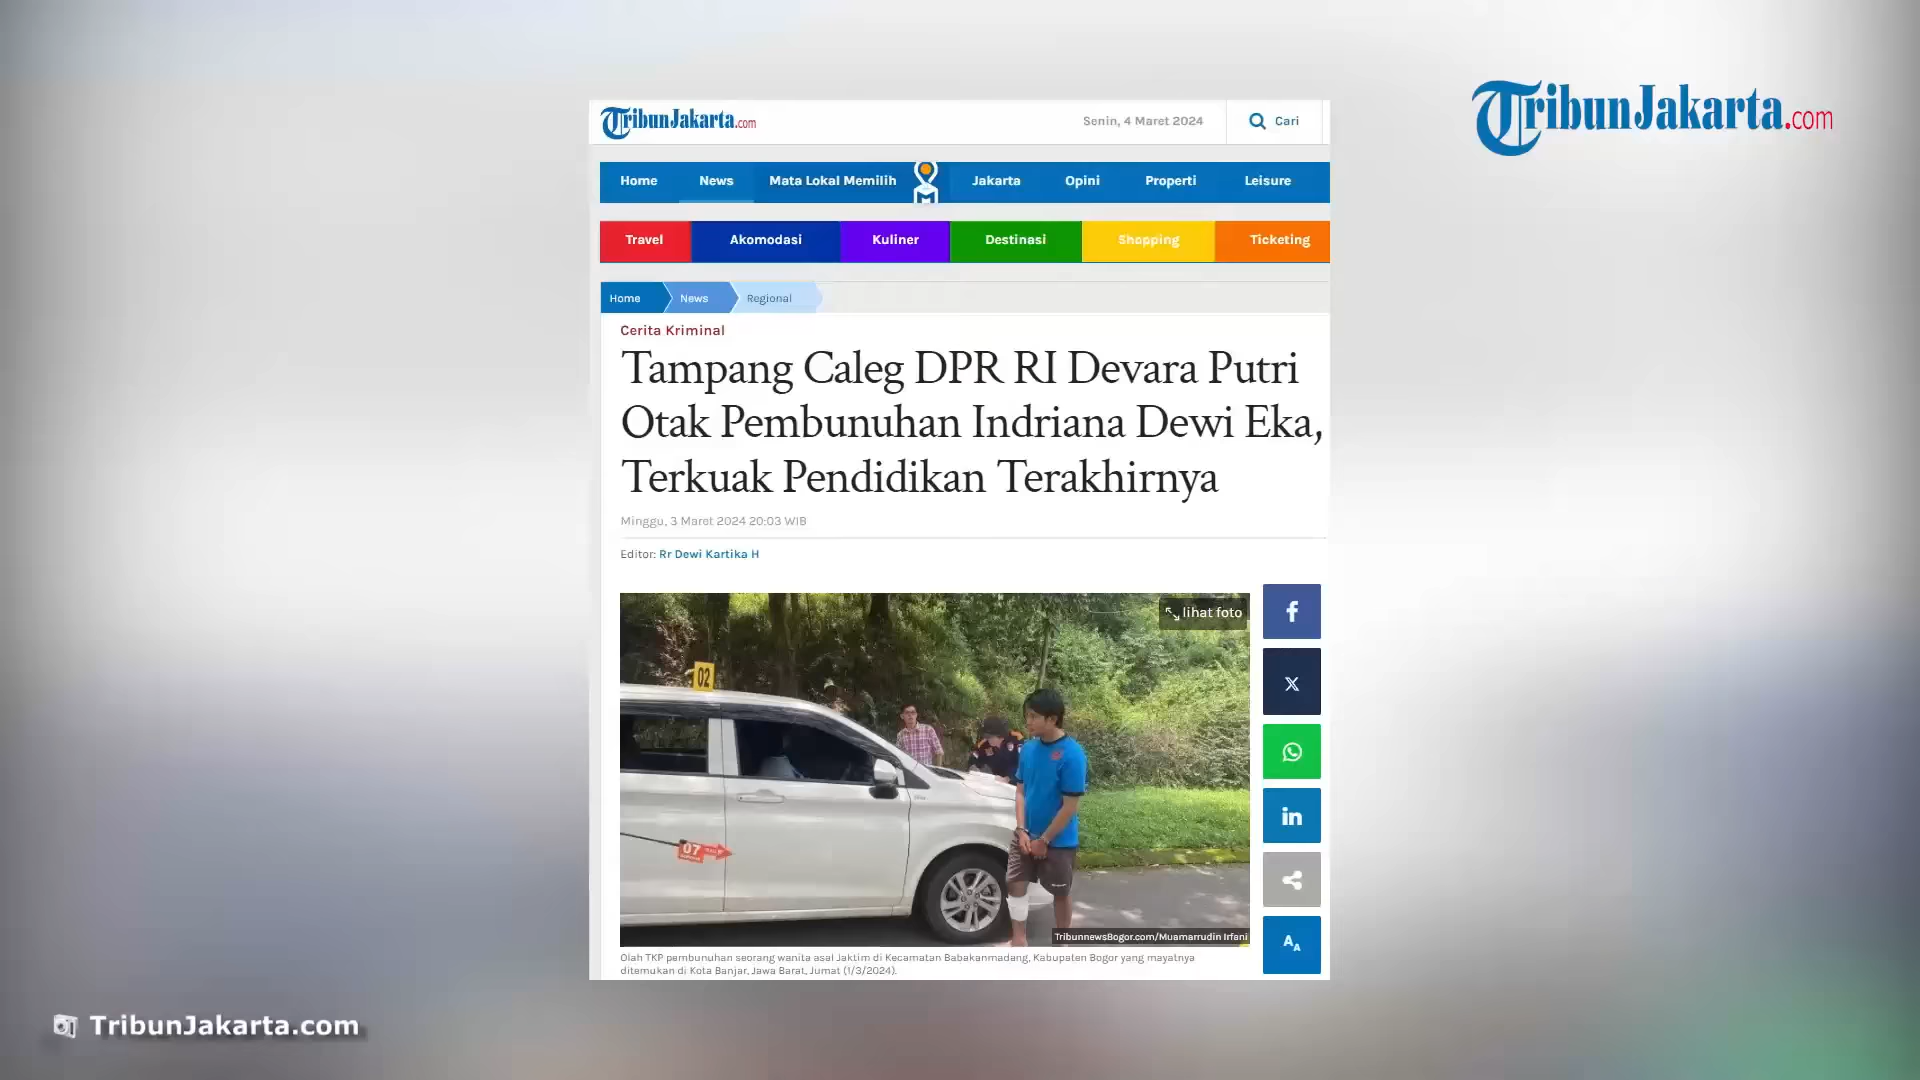 TribunJakarta.com
TribunJakarta.com
Senin, 4 Maret 2024
Cari
Home
News
Mata Lokal Memilih
Jakarta
Opini
Properti
Leisure
Travel
Akomodasi
Kuliner
Destinasi
Shopping
Ticketing
Home
News
Regional
Cerita Kriminal
Tampang Caleg DPR RI Devara Putri
Otak Pembunuhan Indriana Dewi Eka,
Terkuak Pendidikan Terakhirnya
Minggu, 3 Maret 2024 20:03 WIB
Editor: Rr Dewi Kartika H
lihat foto
02
07
TribunnewsBogor.com/Muamarrudin Irfani
Olah TKP pembunuhan seorang wanita asal Jaktim di Kecamatan Babakanmadang, Kabupaten Bogor yang mayatnya
ditemukan di Kota Banjar, Jawa Barat, Jumat (1/3/2024).
TribunJakarta.com